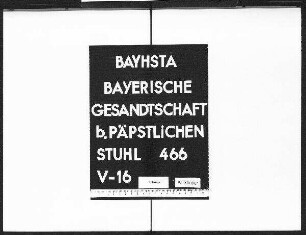 BAYHSTA
BAYERISCHE
GESANDTSCHAFT
b. PÄPSTLICHEN
STUHL 466
V-16